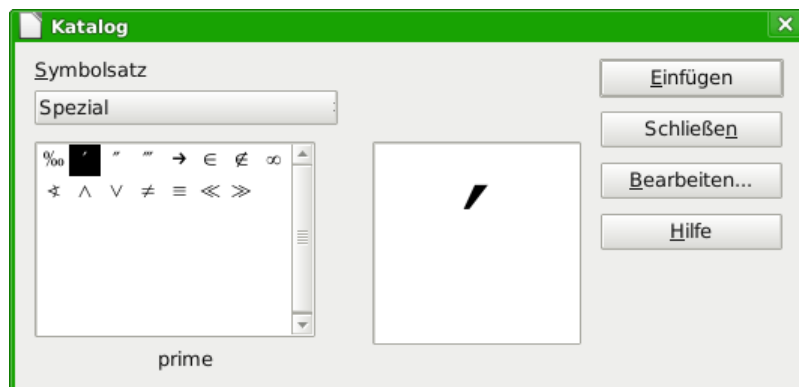 Katalog
Symbolsatz
Spezial
‰ ′ ″ ‴ → ∈ ∉ ∞
∢ ∧ ∨ ≠ ≡ ≪ ≫
′
prime
Einfügen
Schließen
Bearbeiten...
Hilfe